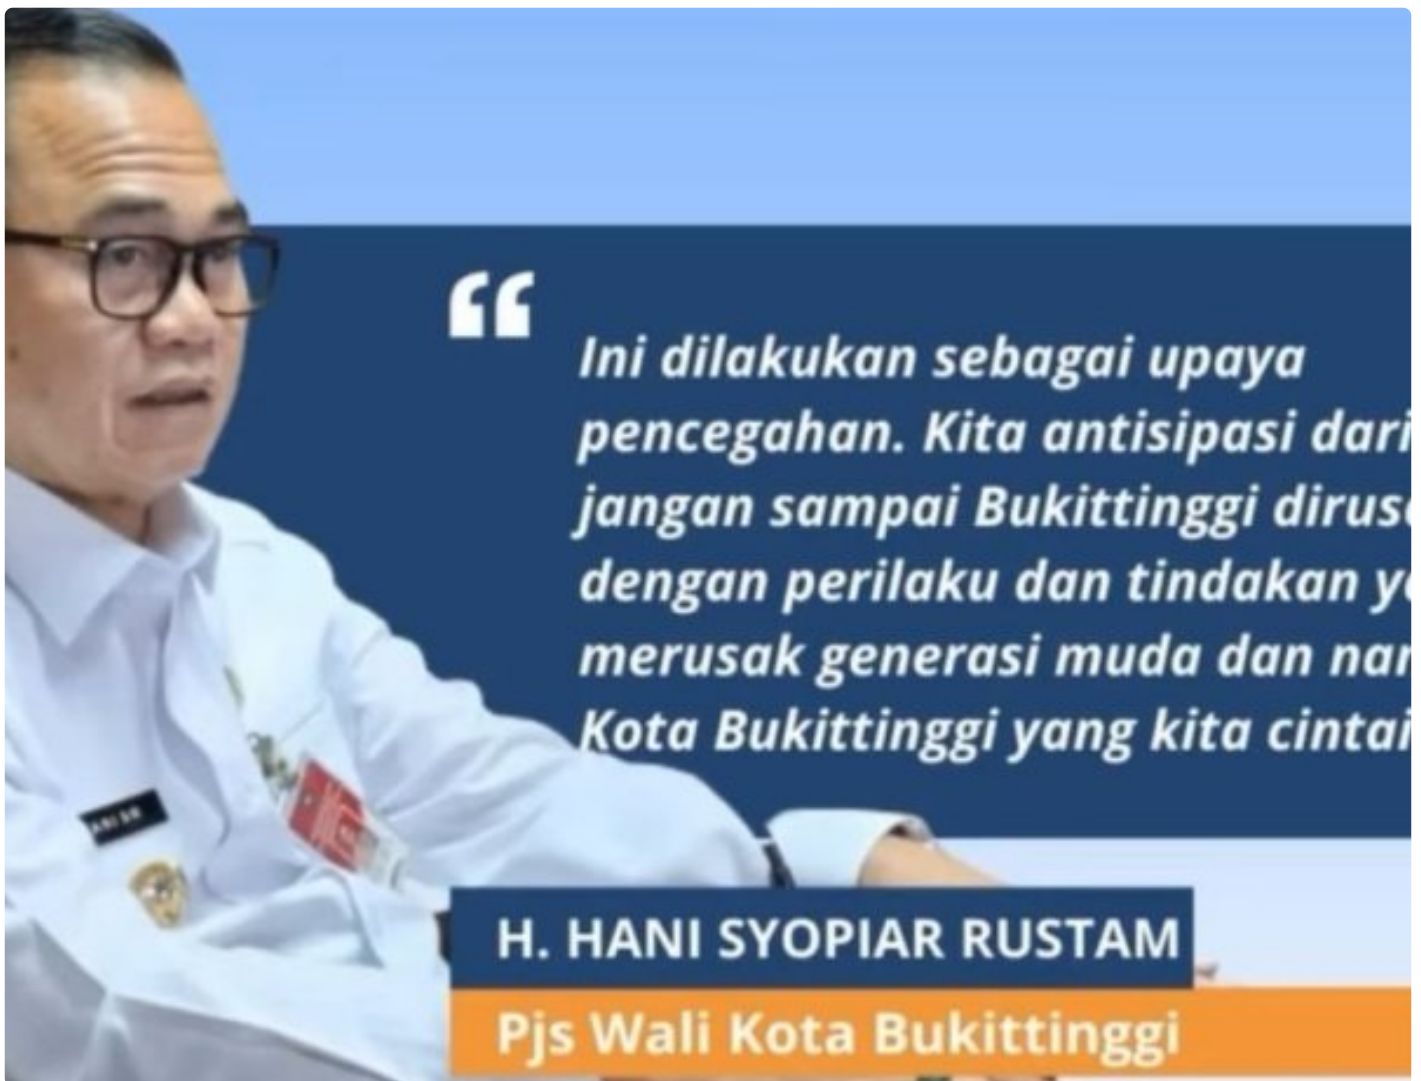 “
Ini dilakukan sebagai upaya
pencegahan. Kita antisipasi dari
jangan sampai Bukittinggi
dengan perilaku dan tindakan
merusak generasi muda dan
Kota Bukittinggi yang kita cintai
H. HANI SYOPIAR RUSTAM
Pjs Wali Kota Bukittinggi